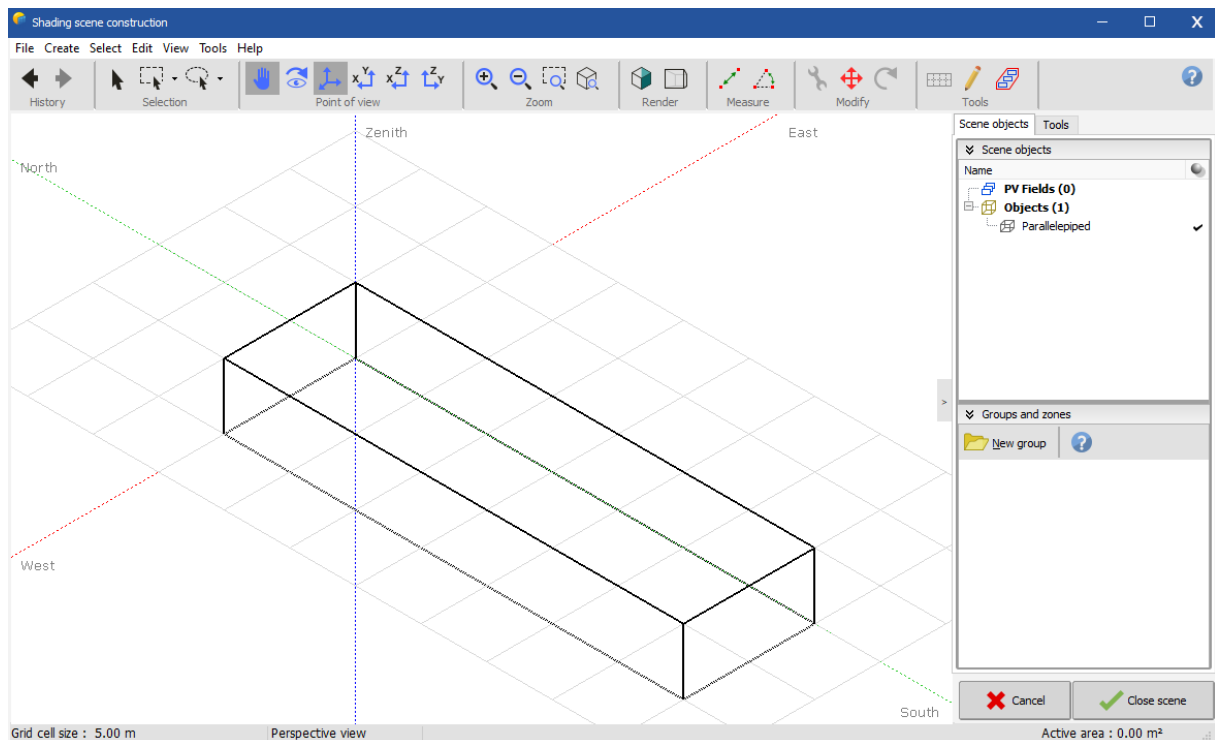 Shading scene construction
File Create Select Edit View Tools Help
History Selection Point of view Zoom Render Measure Modify Tools
X Y X Z Z Y
Zenith
East
North
West
South
Scene objects Tools
Scene objects
Name
PV Fields (0)
Objects (1)
Parallelepiped
>
Groups and zones
New group
Cancel Close scene
Grid cell size : 5.00 m Perspective view Active area : 0.00 m²